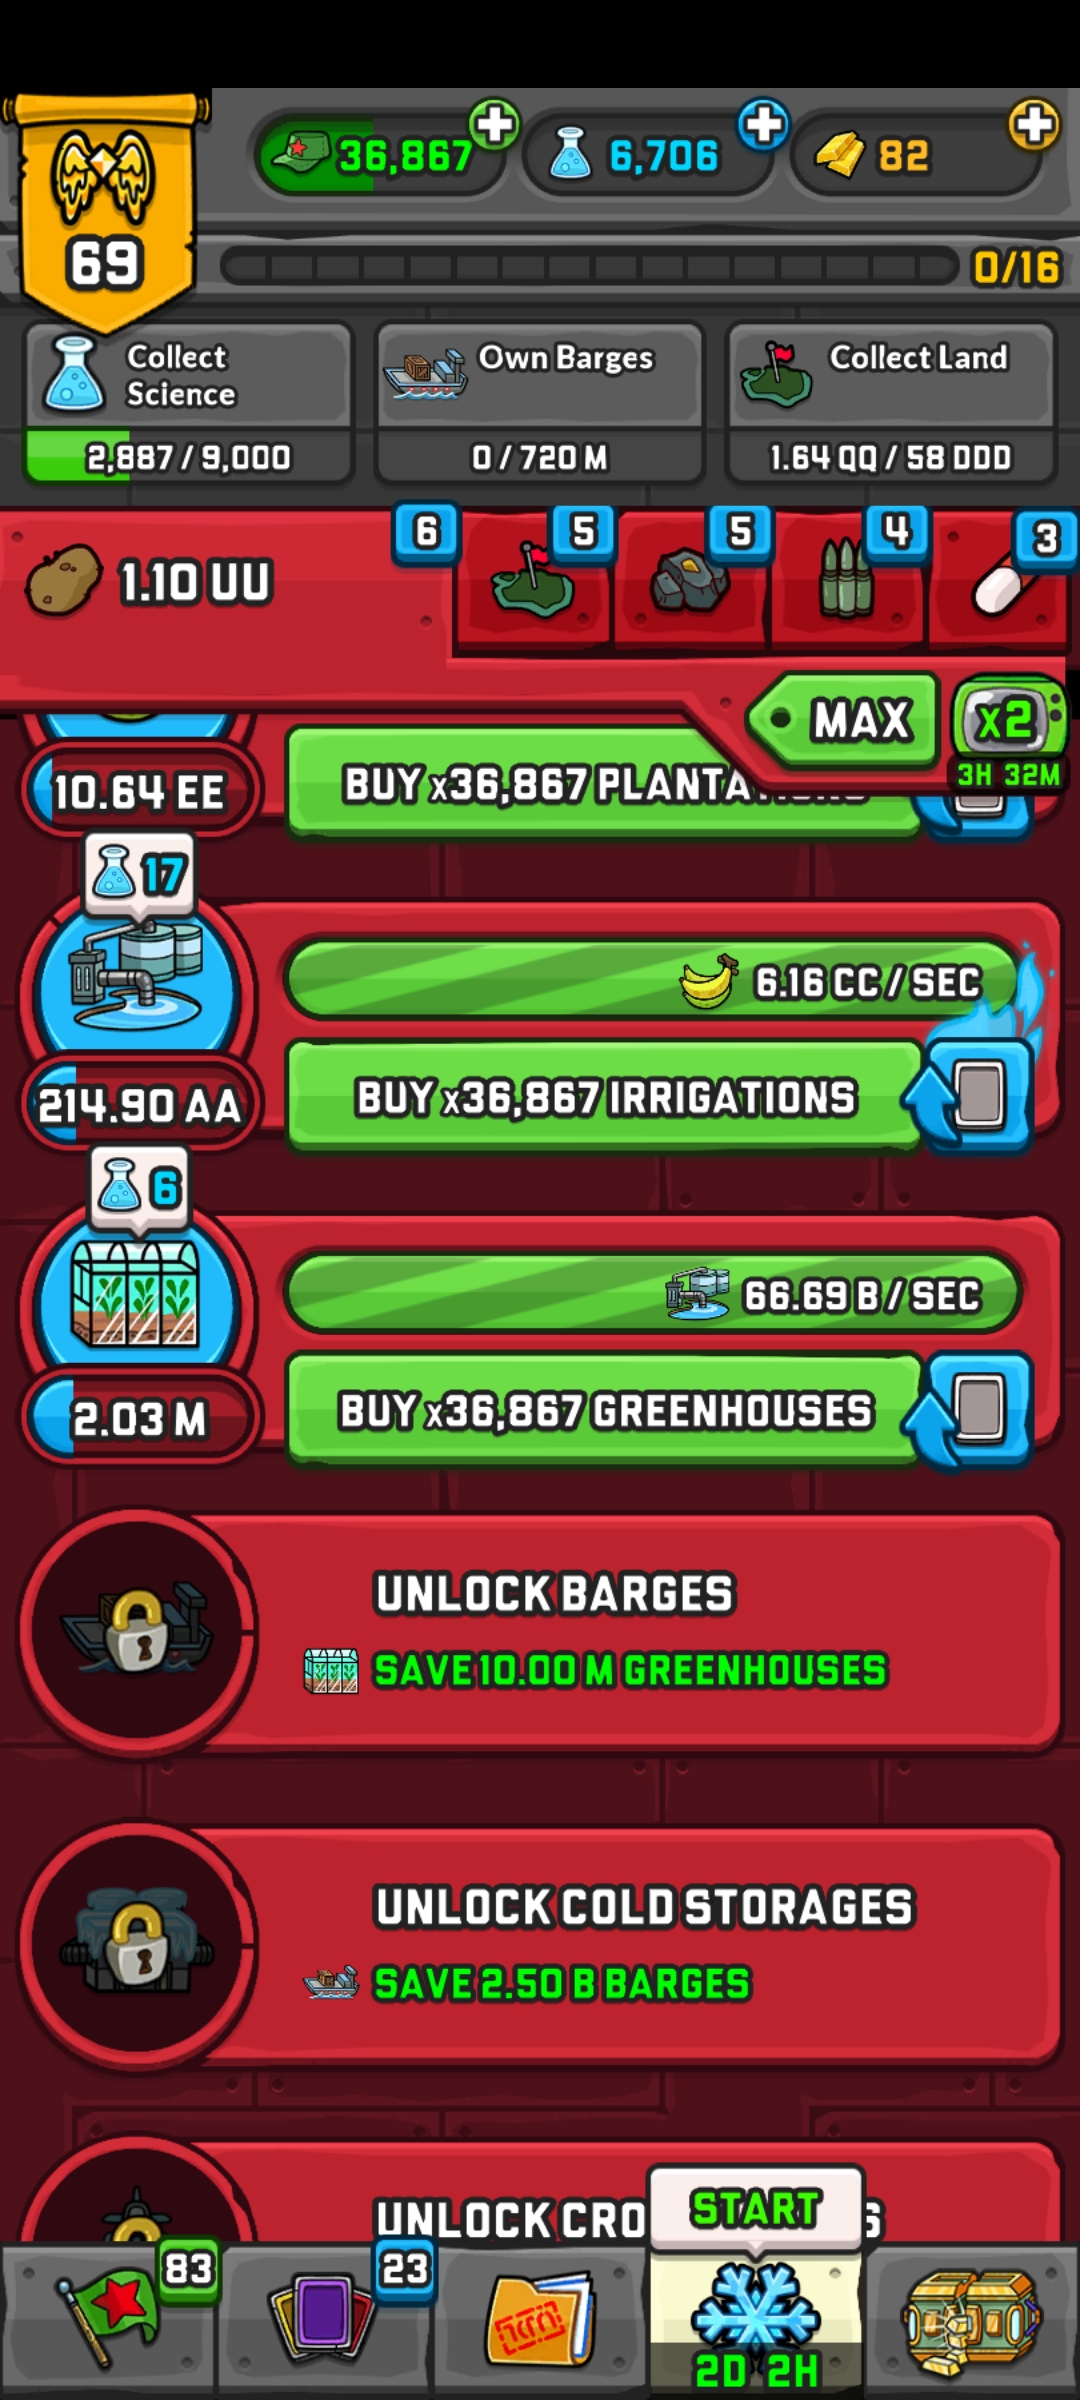 36,867
6,706
82
69
0/16
Collect
Science
2,887 / 9,000
Own Barges
0 / 720 M
Collect Land
1.64 QQ / 58 DDD
1.10 UU
6
5
5
4
3
MAX
x2
3H 32M
10.64 EE
BUY x36,867
17
6.16 CC / SEC
214.90 AA
BUY x36,867 IRRIGATIONS
6
66.69 B / SEC
2.03 M
BUY x36,867 GREENHOUSES
UNLOCK BARGES
SAVE 10.00 M GREENHOUSES
UNLOCK COLD STORAGES
SAVE 2.50 B BARGES
UNLOCK
START
83
23
2D 2H